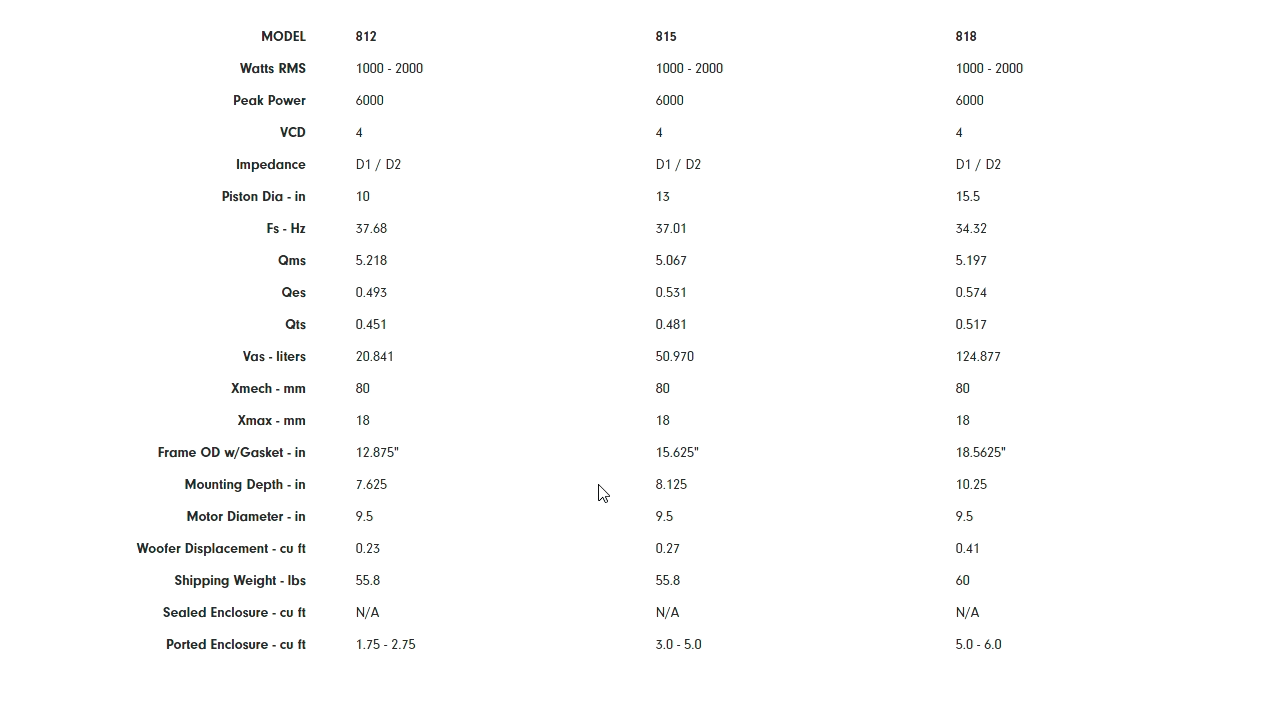 MODEL 812 815 818
Watts RMS 1000 - 2000 1000 - 2000 1000 - 2000
Peak Power 6000 6000 6000
VCD 4 4 4
Impedance D1 / D2 D1 / D2 D1 / D2
Piston Dia - in 10 13 15.5
Fs - Hz 37.68 37.01 34.32
Qms 5.218 5.067 5.197
Qes 0.493 0.531 0.574
Qts 0.451 0.481 0.517
Vas - liters 20.841 50.970 124.877
Xmech - mm 80 80 80
Xmax - mm 18 18 18
Frame OD w/Gasket - in 12.875" 15.625" 18.5625"
Mounting Depth - in 7.625 8.125 10.25
Motor Diameter - in 9.5 9.5 9.5
Woofer Displacement - cu ft 0.23 0.27 0.41
Shipping Weight - lbs 55.8 55.8 60
Sealed Enclosure - cu ft N/A N/A N/A
Ported Enclosure - cu ft 1.75 - 2.75 3.0 - 5.0 5.0 - 6.0